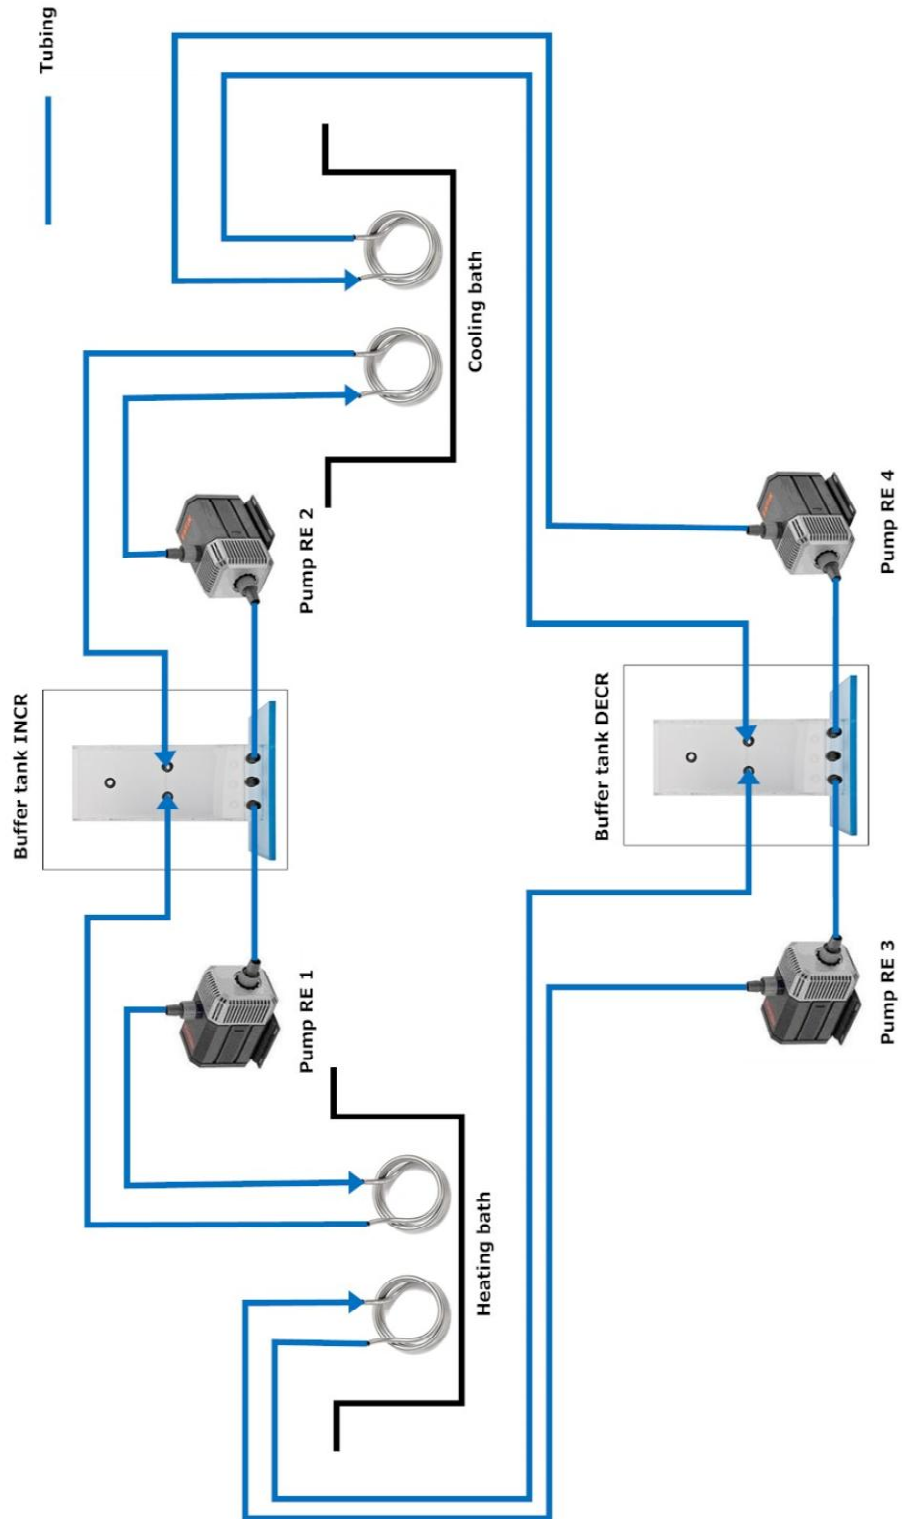 Tubing
Buffer tank INCR
Pump RE 1
Pump RE 2
Heating bath
Cooling bath
Buffer tank DECR
Pump RE 3
Pump RE 4